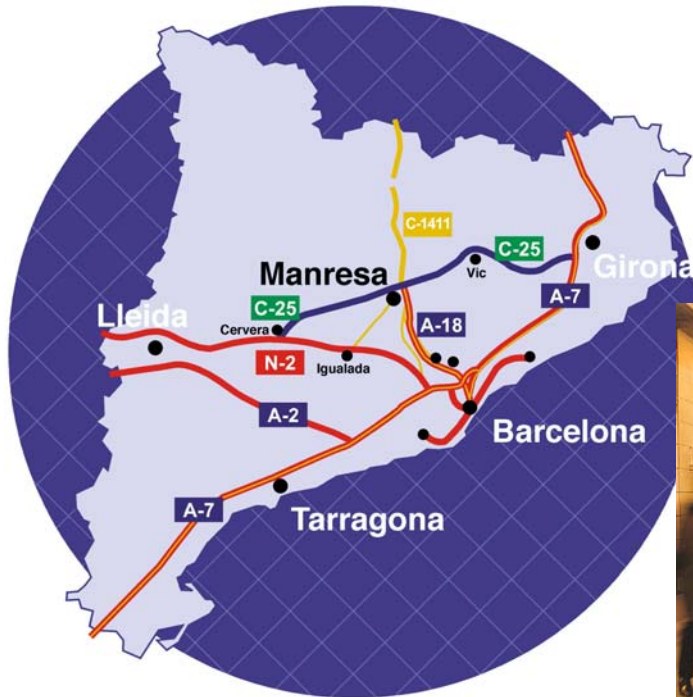 C-1411
C-25
Vic
Girona
Manresa
A-7
C-25
Lleida
Cervera
A-18
N-2
Igualada
A-2
Barcelona
A-7
Tarragona